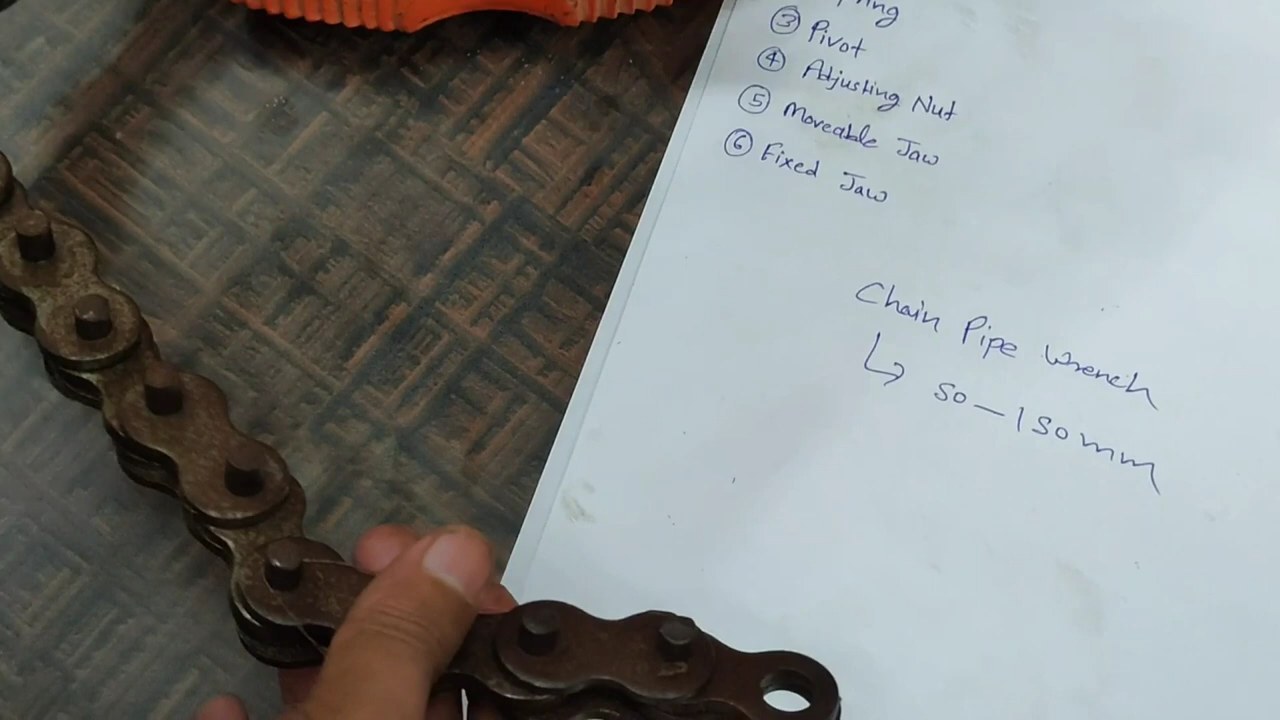 ③ Pivot
④ Adjusting Nut
⑤ Moveable Jaw
⑥ Fixed Jaw
Chain Pipe Wrench
↳ 50 — 150mm